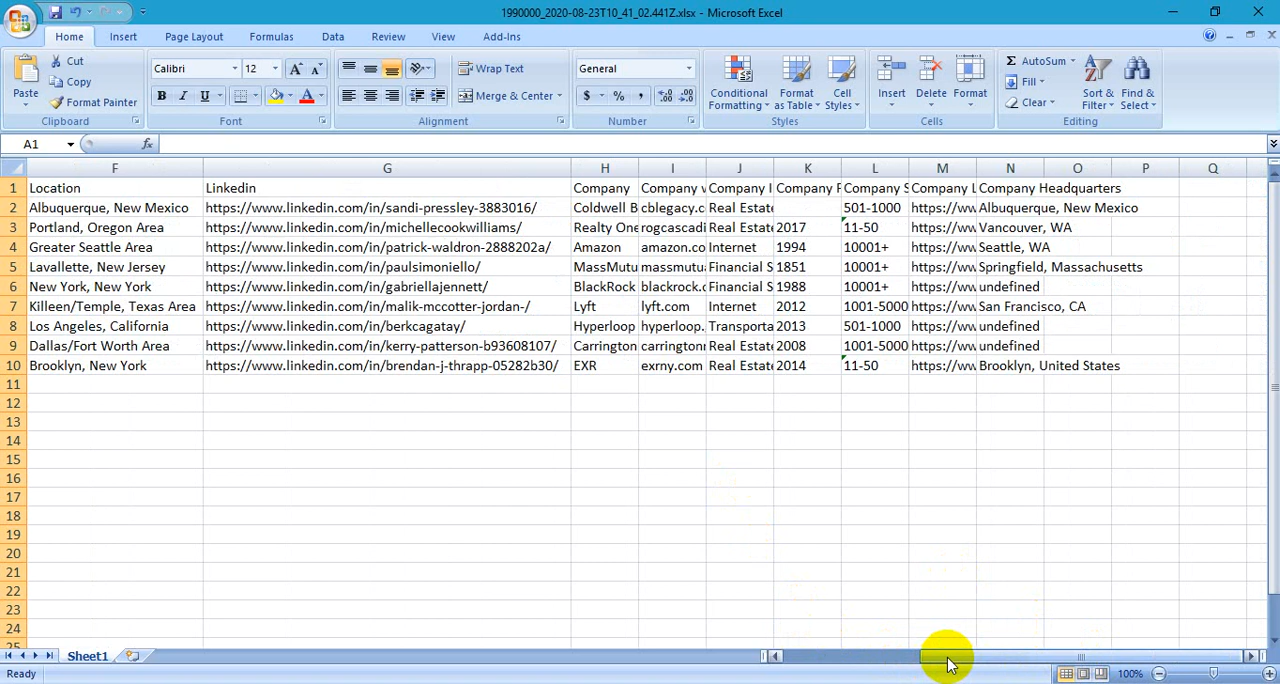 1990000_2020-08-23T10_41_02.441Z.xlsx - Microsoft Excel
Home Insert Page Layout Formulas Data Review View Add-Ins
Paste Cut Copy Format Painter Clipboard
Calibri 12 A A B I U A Font
Wrap Text Merge & Center Alignment
General $ % , .0 .00 .00 .0 Number
Conditional Formatting Format as Table Cell Styles Styles
Insert Delete Format Cells
Σ AutoSum Fill Clear Sort & Filter Find & Select Editing
A1 fx
F G H I J K L M N O P Q
1 Location Linkedin Company Company Company Company Company Company Company Headquarters
2 Albuquerque, New Mexico https://www.linkedin.com/in/sandi-pressley-3883016/ Coldwell B cblegacy.c Real Estate 501-1000 https://ww Albuquerque, New Mexico
3 Portland, Oregon Area https://www.linkedin.com/in/michellecookwilliams/ Realty One rogcascadi Real Estate 2017 11-50 https://ww Vancouver, WA
4 Greater Seattle Area https://www.linkedin.com/in/patrick-waldron-2888202a/ Amazon amazon.co Internet 1994 10001+ https://ww Seattle, WA
5 Lavallette, New Jersey https://www.linkedin.com/in/paulsimoniello/ MassMutu massmutua Financial S 1851 10001+ https://ww Springfield, Massachusetts
6 New York, New York https://www.linkedin.com/in/gabriellajennett/ BlackRock blackrock.c Financial S 1988 10001+ https://ww undefined
7 Killeen/Temple, Texas Area https://www.linkedin.com/in/malik-mccotter-jordan-/ Lyft lyft.com Internet 2012 1001-5000 https://ww San Francisco, CA
8 Los Angeles, California https://www.linkedin.com/in/berkcagatay/ Hyperloop hyperloop. Transporta 2013 501-1000 https://ww undefined
9 Dallas/Fort Worth Area https://www.linkedin.com/in/kerry-patterson-b93608107/ Carrington carrington Real Estate 2008 1001-5000 https://ww undefined
10 Brooklyn, New York https://www.linkedin.com/in/brendan-j-thrapp-05282b30/ EXR exrny.com Real Estate 2014 11-50 https://ww Brooklyn, United States
11
12
13
14
15
16
17
18
19
20
21
22
23
24
25
Sheet1
Ready 100%